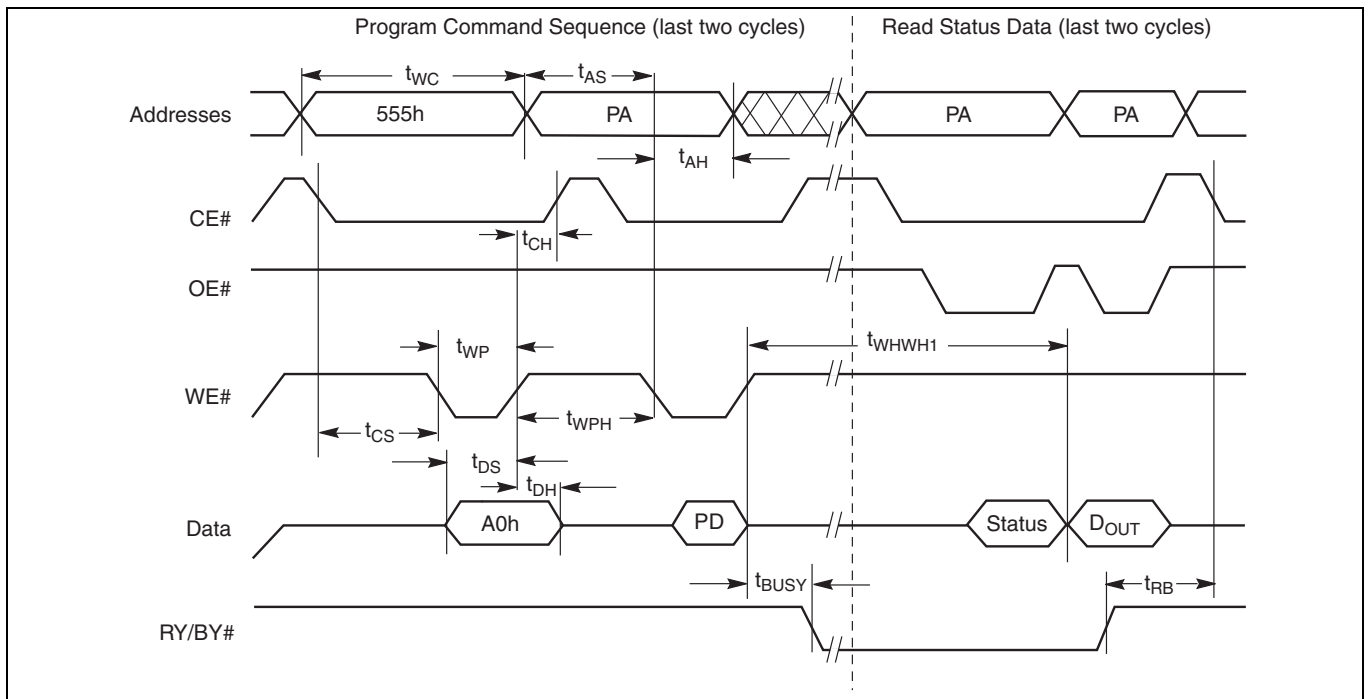 Program Command Sequence (last two cycles)
Read Status Data (last two cycles)
tWC
tAS
Addresses
555h
PA
PA
PA
tAH
CE#
tCH
OE#
tWP
tWHWH1
WE#
tCS
tWPH
tDS
tDH
Data
A0h
PD
Status
DOUT
tBUSY
tRB
RY/BY#